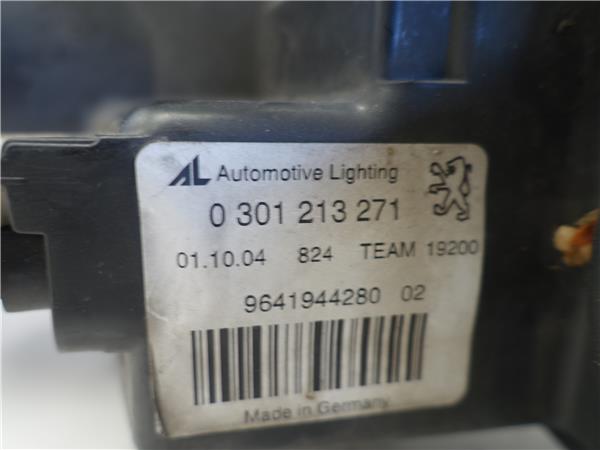 AL Automotive Lighting
0 301 213 271
01.10.04 824 TEAM 19200
9641944280 02
Made in Germany